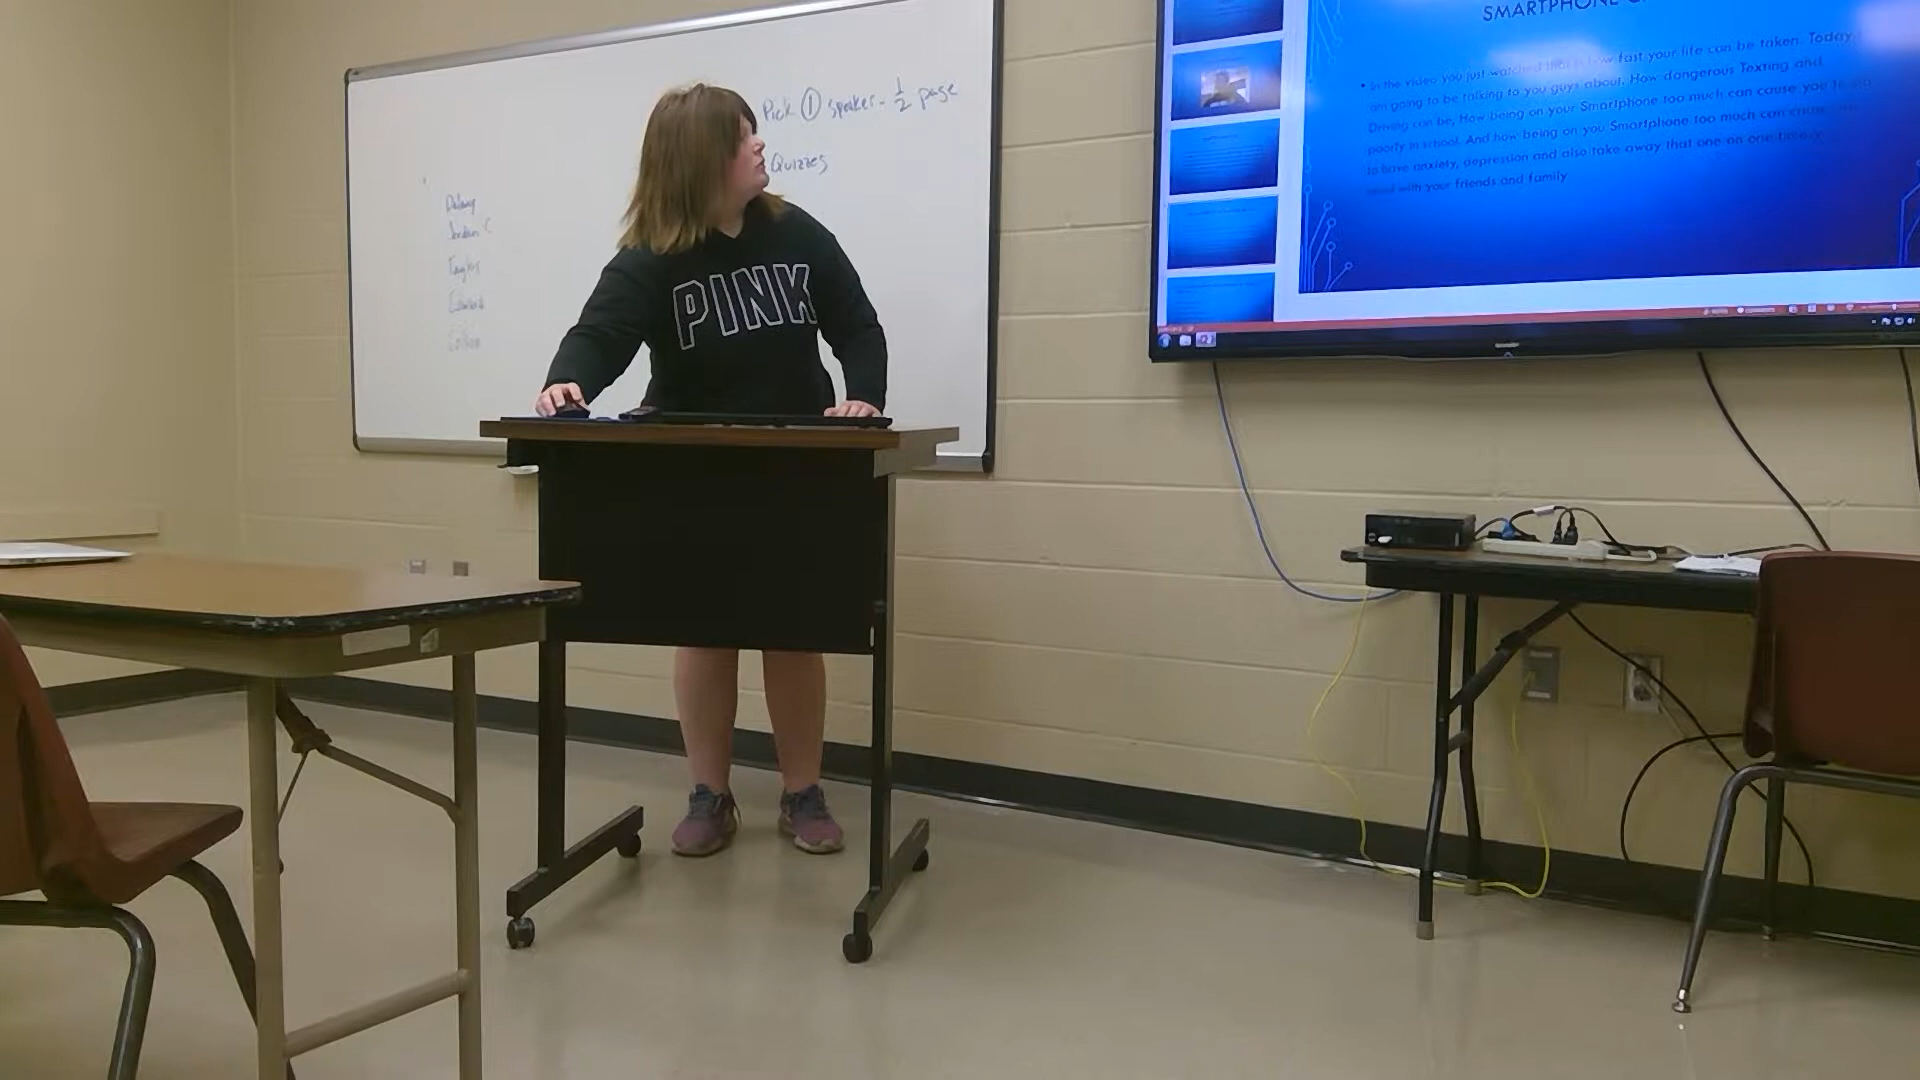 Pick ① speaker - 1/2 page
Quizzes
Jordan C
Taylor
PINK
SMARTPHONE
• In the video you just watched that is how fast your life can be taken. Today
am going to be talking to you guys about, How dangerous Texting and
Driving can be, How being on your Smartphone too much can cause you to
poorly in school. And how being on you Smartphone too much can cause
to have anxiety, depression and also take away that one on one time
with your friends and family